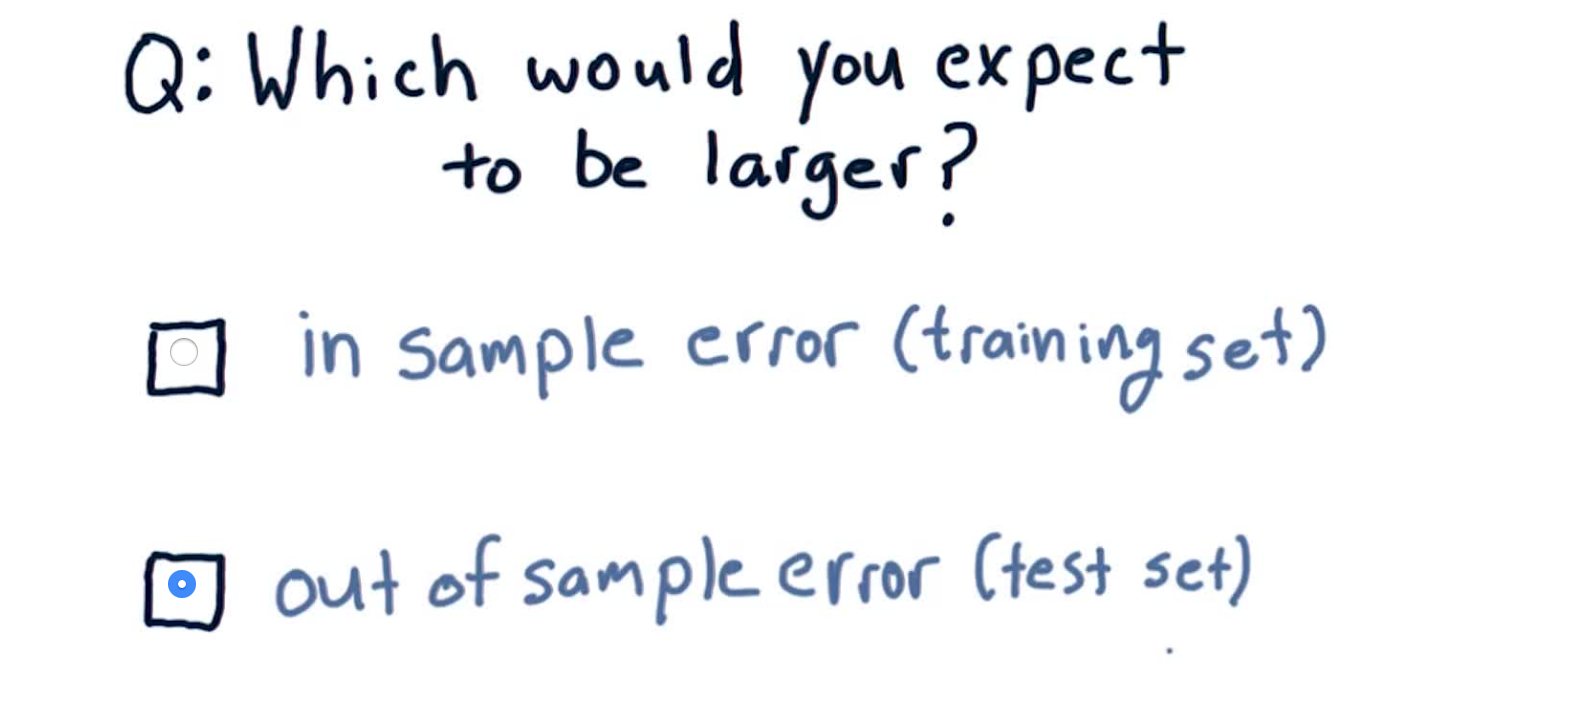 Q: Which would you expect
to be larger?
in sample error (training set)
out of sample error (test set)